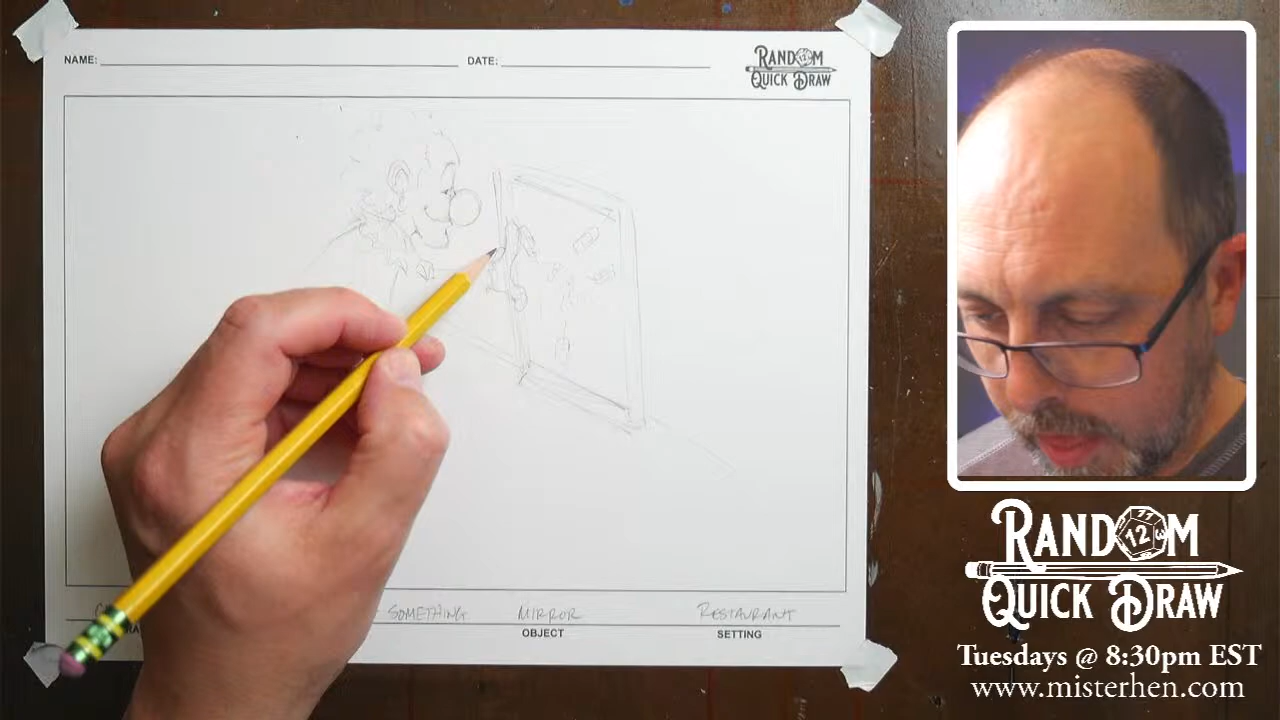 NAME: DATE:
RANDOM
QUICK DRAW
SOMETHING MIRROR RESTAURANT
OBJECT SETTING
RANDOM
11
12
QUICK DRAW
Tuesdays @ 8:30pm EST
www.misterhen.com